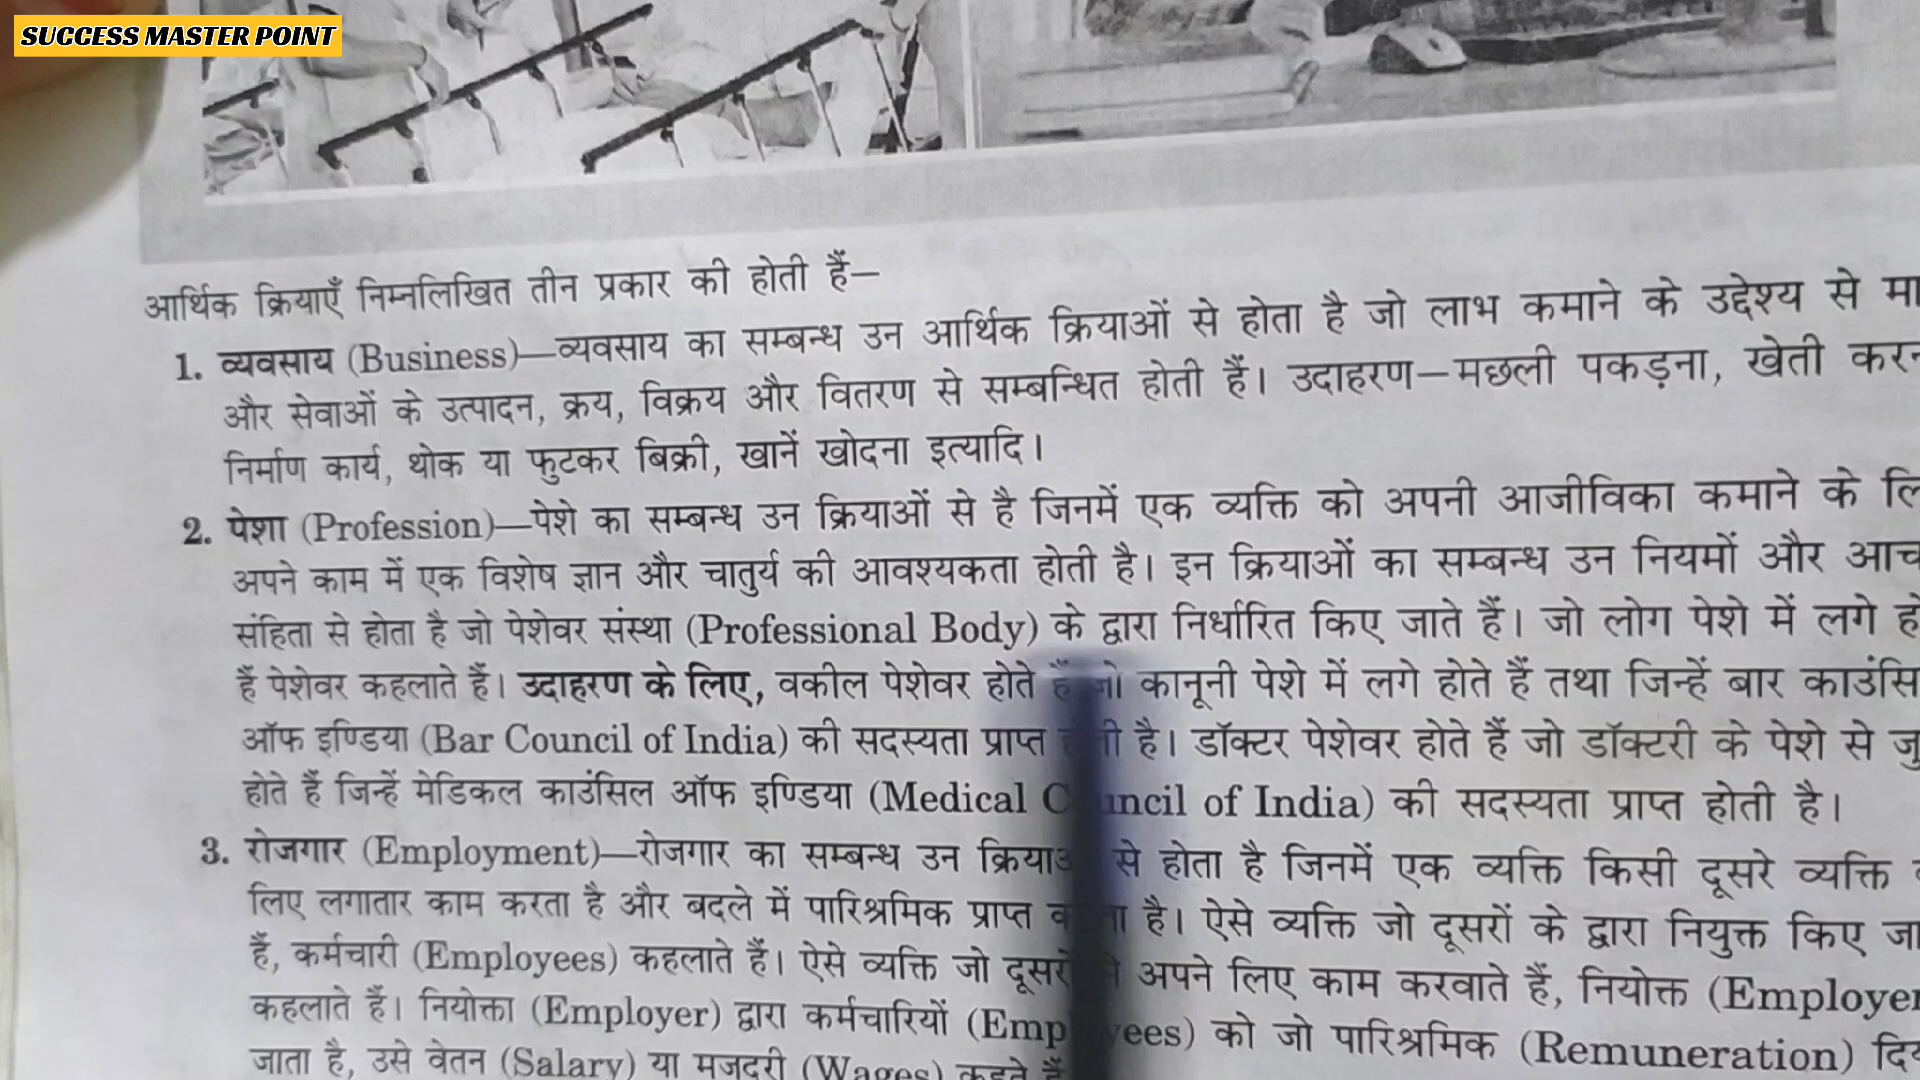 SUCCESS MASTER POINT
आर्थिक क्रियाएँ निम्नलिखित तीन प्रकार की होती हैं—
1. व्यवसाय (Business)—व्यवसाय का सम्बन्ध उन आर्थिक क्रियाओं से होता है जो लाभ कमाने के उद्देश्य से
और सेवाओं के उत्पादन, क्रय, विक्रय और वितरण से सम्बन्धित होती हैं। उदाहरण—मछली पकड़ना, खेती
निर्माण कार्य, थोक या फुटकर बिक्री, खानें खोदना इत्यादि।
2. पेशा (Profession)—पेशे का सम्बन्ध उन क्रियाओं से है जिनमें एक व्यक्ति को अपनी आजीविका कमाने के
अपने काम में एक विशेष ज्ञान और चातुर्य की आवश्यकता होती है। इन क्रियाओं का सम्बन्ध उन नियमों और
संहिता से होता है जो पेशेवर संस्था (Professional Body) के द्वारा निर्धारित किए जाते हैं। जो लोग पेशे में लगे
हैं पेशेवर कहलाते हैं। उदाहरण के लिए, वकील पेशेवर होते हैं जो कानूनी पेशे में लगे होते हैं तथा जिन्हें बार
ऑफ इण्डिया (Bar Council of India) की सदस्यता प्राप्त है। डॉक्टर पेशेवर होते हैं जो डॉक्टरी के पेशे से
होते हैं जिन्हें मेडिकल काउंसिल ऑफ इण्डिया (Medical Council of India) की सदस्यता प्राप्त होती है।
3. रोजगार (Employment)—रोजगार का सम्बन्ध उन क्रियाओं से होता है जिनमें एक व्यक्ति किसी दूसरे व्यक्ति
लिए लगातार काम करता है और बदले में पारिश्रमिक प्राप्त है। ऐसे व्यक्ति जो दूसरों के द्वारा नियुक्त किए
हैं, कर्मचारी (Employees) कहलाते हैं। ऐसे व्यक्ति जो अपने लिए काम करवाते हैं, नियोक्त (Employer
कहलाते हैं। नियोक्ता (Employer) द्वारा कर्मचारियों (Employees) को जो पारिश्रमिक (Remuneration)
जाता है, उसे वेतन (Salary) या मजदूरी (Wages) कहते हैं